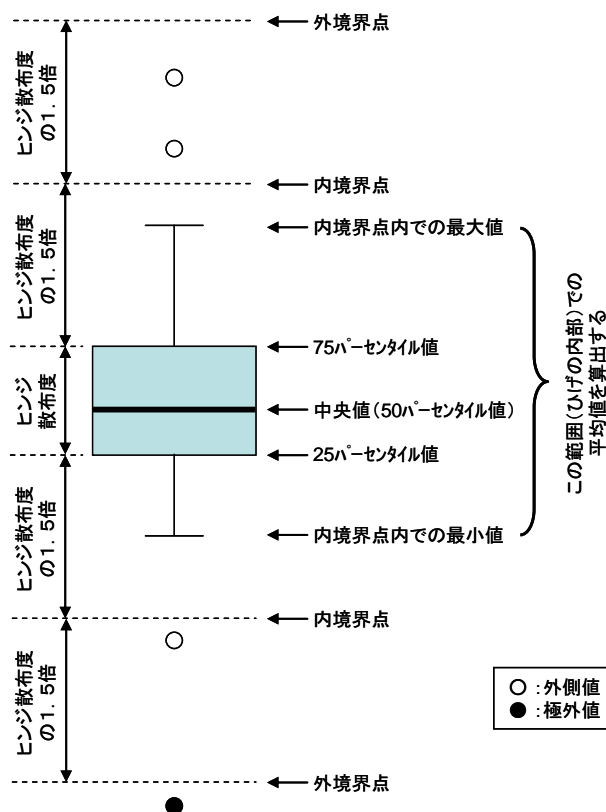 外境界点
ヒンジ散布度
の1.5倍
内境界点
内境界点内での最大値
ヒンジ散布度
の1.5倍
75パーセンタイル値
ヒンジ
散布度
中央値(50パーセンタイル値)
25パーセンタイル値
この範囲(ひげの内部)での
平均値を算出する
ヒンジ散布度
の1.5倍
内境界点内での最小値
内境界点
ヒンジ散布度
の1.5倍
○:外側値
●:極外値
外境界点